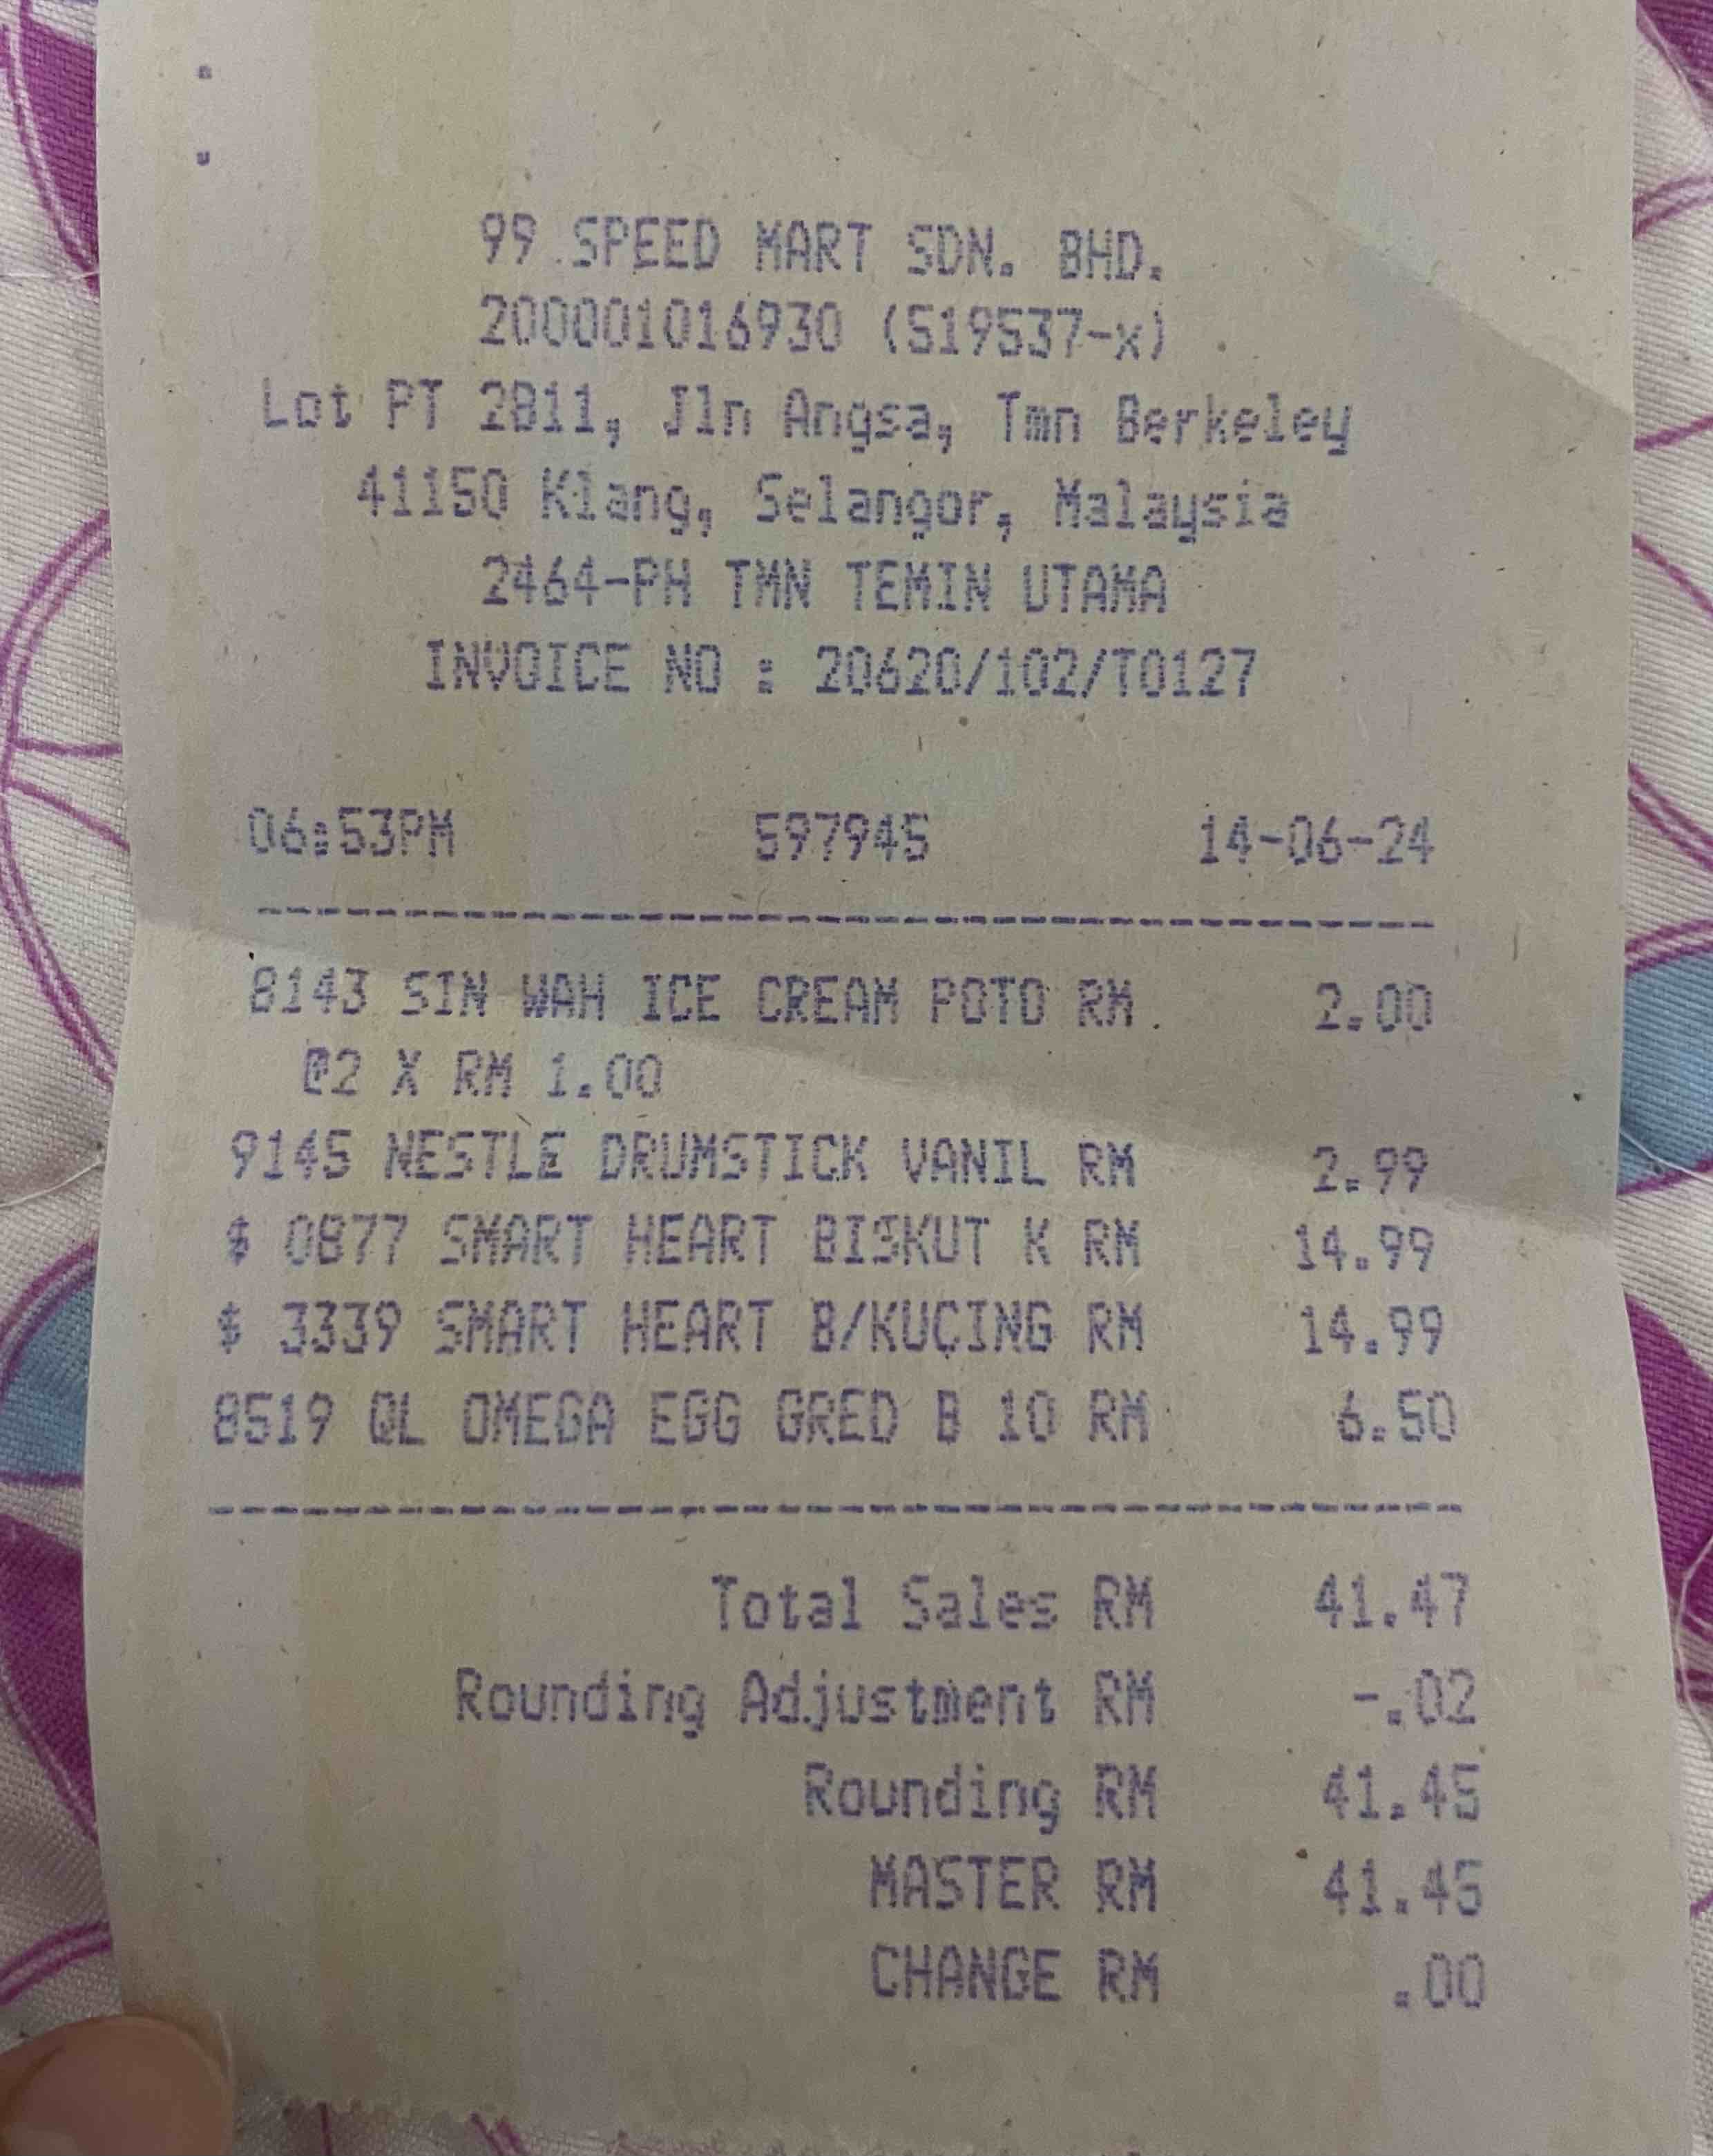 99 SPEED MART SDN. BHD.
200001016930 (519537-x)
Lot PT 2811, Jln Angsa, Tmn Berkeley
41150 Klang, Selangor, Malaysia
2464-PH TMN TEMIN UTAMA
INVOICE NO : 20620/102/T0127
06:53PM 597945 14-06-24
8143 SIN WAH ICE CREAM POTO RM 2.00
@2 X RM 1.00
9145 NESTLE DRUMSTICK VANIL RM 2.99
$ 0877 SMART HEART BISKUT K RM 14.99
$ 3339 SMART HEART B/KUCING RM 14.99
8519 QL OMEGA EGG GRED B 10 RM 6.50
Total Sales RM 41.47
Rounding Adjustment RM -.02
Rounding RM 41.45
MASTER RM 41.45
CHANGE RM .00